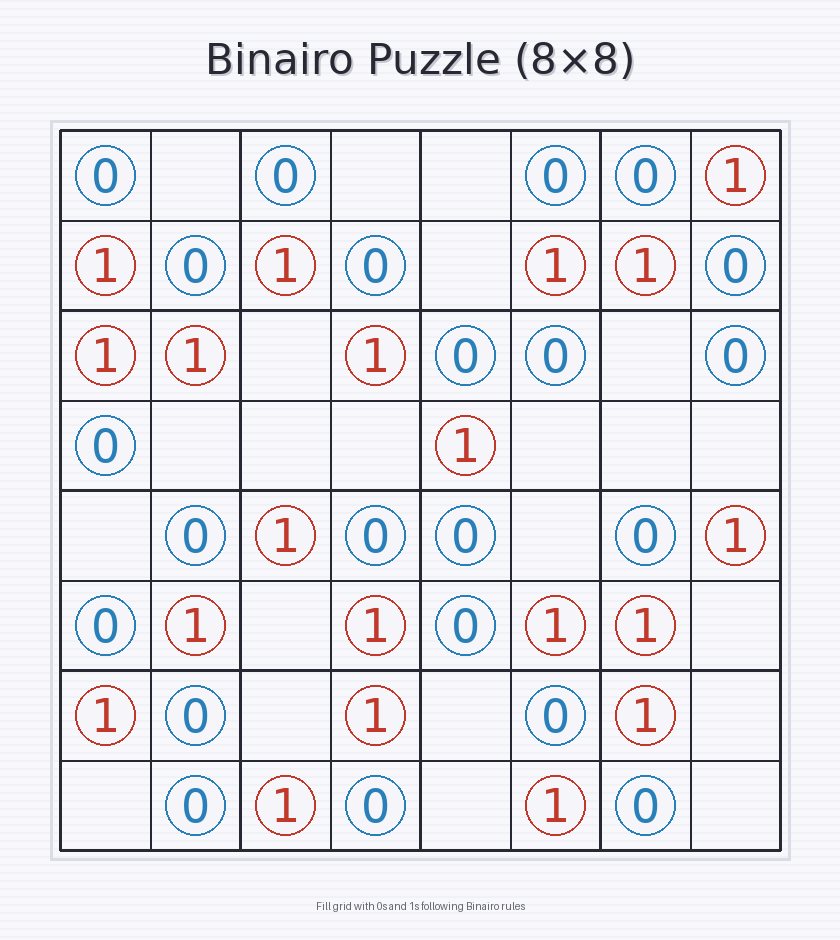 Binairo Puzzle (8×8)
0 0 0 0 1
1 0 1 0 1 1 0
1 1 1 0 0 0
0 1
0 1 0 0 0 1
0 1 1 0 1 1
1 0 1 0 1
0 1 0 1 0
Fill grid with 0s and 1s following Binairo rules